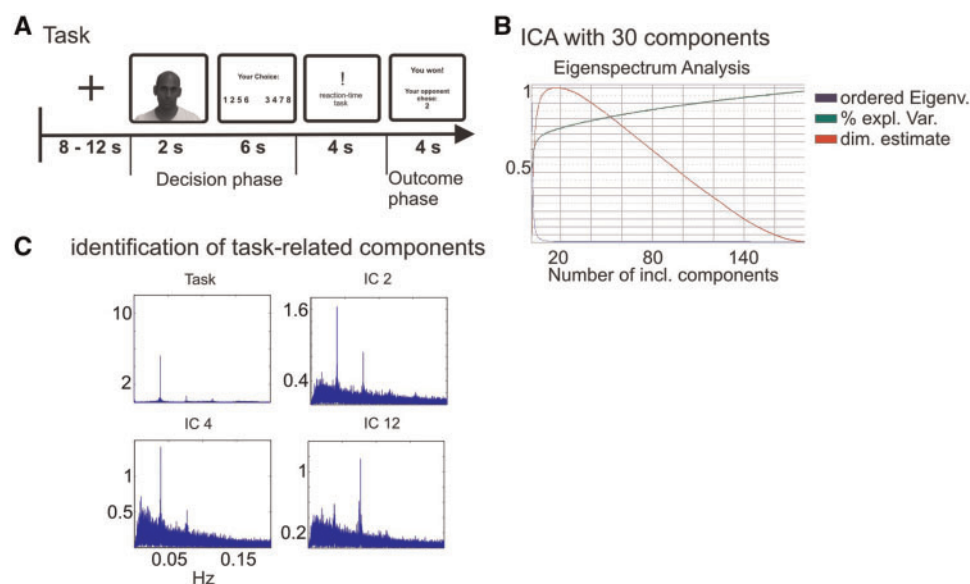 A
Task
+
Your Choice:
1 2 5 6 3 4 7 8
!
reaction-time
task
You won!
Your opponent
chose:
2
8 - 12 s 2 s 6 s 4 s 4 s
Decision phase Outcome
phase
B
ICA with 30 components
Eigenspectrum Analysis
1
0.5
20 80 140
Number of incl. components
ordered Eigenv.
% expl. Var.
dim. estimate
C
identification of task-related components
Task
10
2
IC 2
1.6
0.4
IC 4
1
0.5
0.05 0.15
Hz
IC 12
1
0.2